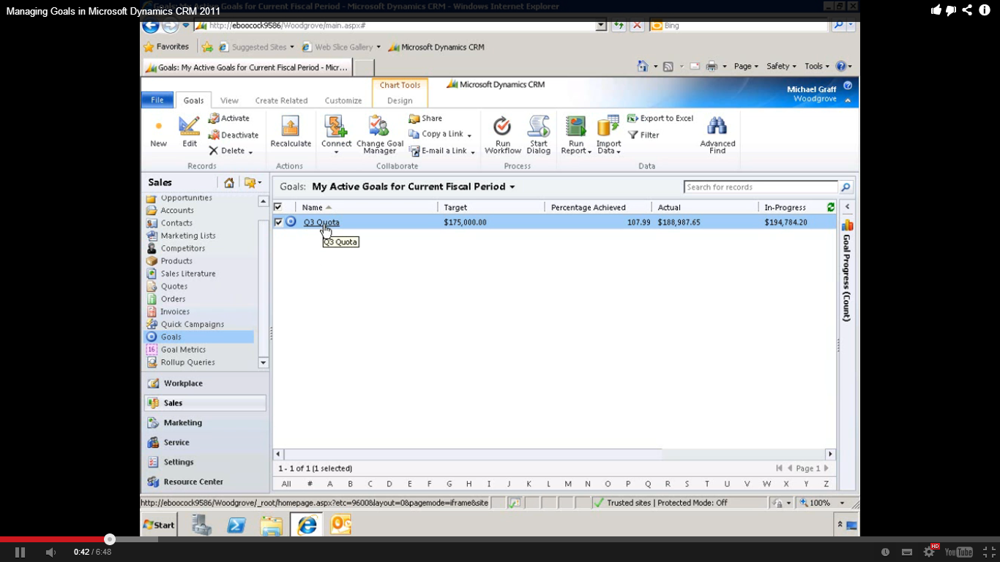 Managing Goals in Microsoft Dynamics CRM 2011
Goals: My Active Goals for Current Fiscal Period - Microsoft Dynamics CRM - Windows Internet Explorer
http://eboocock9586/Woodgrove/main.aspx#
Bing
Favorites
Suggested Sites
Web Slice Gallery
Microsoft Dynamics CRM
Goals: My Active Goals for Current Fiscal Period - Micr...
Page
Safety
Tools
Chart Tools
Microsoft Dynamics CRM
Michael Graff
Woodgrove
File
Goals
View
Create Related
Customize
Design
New
Edit
Activate
Deactivate
Delete
Records
Recalculate
Actions
Connect
Change Goal
Manager
Share
Copy a Link
E-mail a Link
Collaborate
Run
Workflow
Start
Dialog
Process
Run
Report
Import
Data
Export to Excel
Filter
Advanced
Find
Data
Sales
Opportunities
Accounts
Contacts
Marketing Lists
Competitors
Products
Sales Literature
Quotes
Orders
Invoices
Quick Campaigns
Goals
16 Goal Metrics
Rollup Queries
Workplace
Sales
Marketing
Service
Settings
Resource Center
Goals: My Active Goals for Current Fiscal Period
Search for records
Name Target Percentage Achieved Actual In-Progress
Q3 Quota $175,000.00 107.99 $188,987.65 $194,784.20
Q3 Quota
Goal Progress (Count)
1 - 1 of 1 (1 selected)
Page 1
All # A B C D E F G H I J K L M N O P Q R S T U V W X Y Z
http://eboocock9586/Woodgrove/_root/homepage.aspx?etc=9600&layout=0&pagemode=iframe&site
Trusted sites | Protected Mode: Off
100%
Start
0:42 / 6:48
HD
YouTube